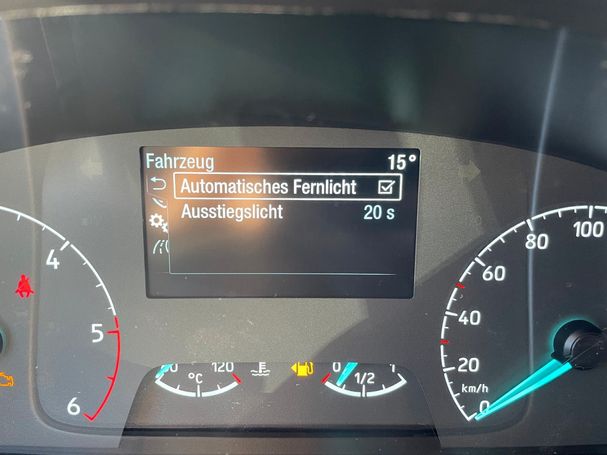 Fahrzeug 15°
Automatisches Fernlicht
Ausstiegslicht 20 s
4
5
6
0 120
°C
0 1
1/2
0
20
40
60
80
100
km/h